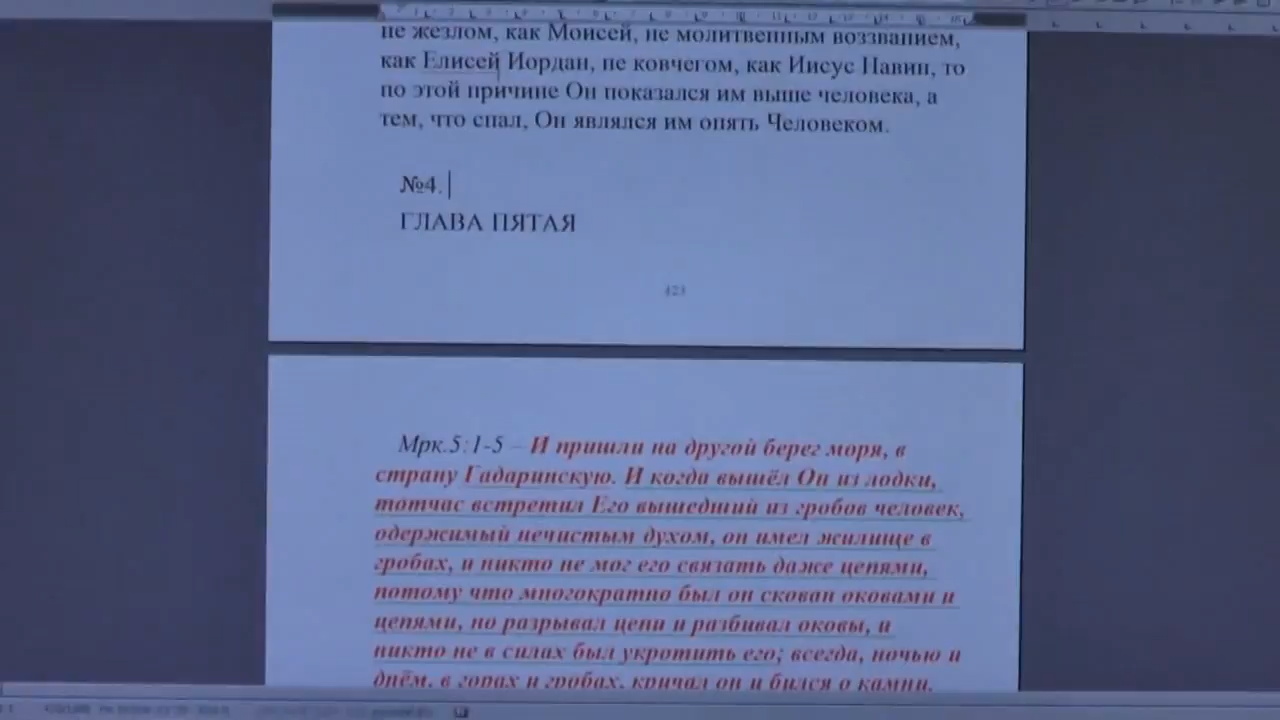 не жезлом, как Моисей, не молитвенным воззванием,
как Елисей Иордан, не ковчегом, как Иисус Навин, то
по этой причине Он показался им выше человека, а
тем, что спал, Он являлся им опять Человеком.
№4.
ГЛАВА ПЯТАЯ
423
Мрк.5:1-5 – И пришли на другой берег моря, в
страну Гадаринскую. И когда вышёл Он из лодки,
тотчас встретил Его вышедший из гробов человек,
одержимый нечистым духом, он имел жилище в
гробах, и никто не мог его связать даже цепями,
потому что многократно был он скован оковами и
цепями, но разрывал цепи и разбивал оковы, и
никто не в силах был укротить его; всегда, ночью и
днём, в горах и гробах, кричал он и бился о камни,